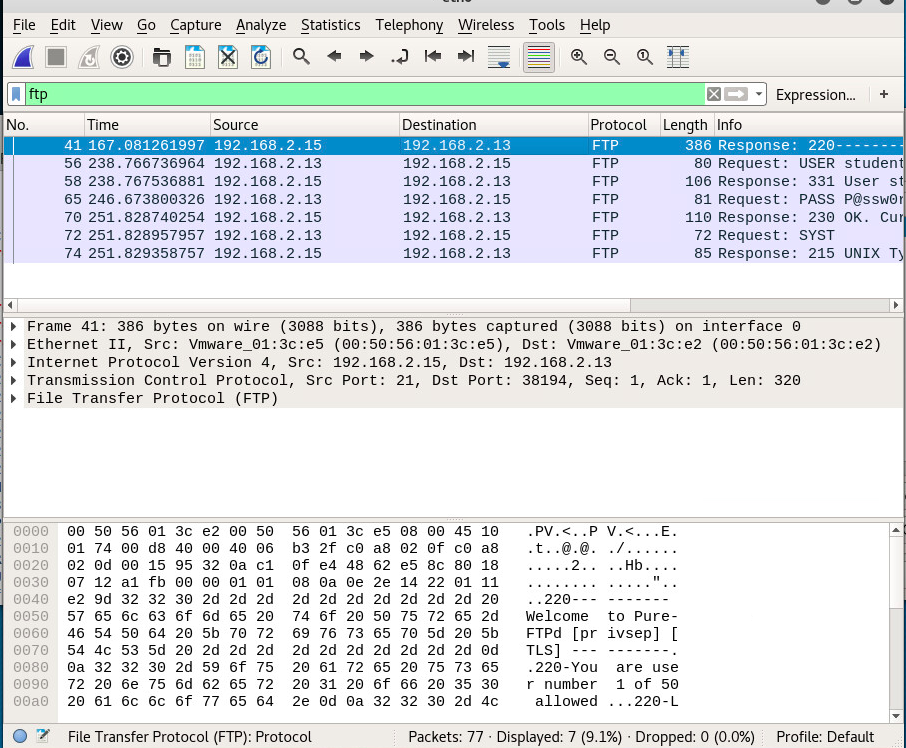 File Edit View Go Capture Analyze Statistics Telephony Wireless Tools Help
ftp Expression... +
No. Time Source Destination Protocol Length Info
41 167.081261997 192.168.2.15 192.168.2.13 FTP 386 Response: 220--------
56 238.766736964 192.168.2.13 192.168.2.15 FTP 80 Request: USER student
58 238.767536881 192.168.2.15 192.168.2.13 FTP 106 Response: 331 User st
65 246.673800326 192.168.2.13 192.168.2.15 FTP 81 Request: PASS P@ssw0r
70 251.828740254 192.168.2.15 192.168.2.13 FTP 110 Response: 230 OK. Cur
72 251.828957957 192.168.2.13 192.168.2.15 FTP 72 Request: SYST
74 251.829358757 192.168.2.15 192.168.2.13 FTP 85 Response: 215 UNIX Ty
Frame 41: 386 bytes on wire (3088 bits), 386 bytes captured (3088 bits) on interface 0
Ethernet II, Src: Vmware_01:3c:e5 (00:50:56:01:3c:e5), Dst: Vmware_01:3c:e2 (00:50:56:01:3c:e2)
Internet Protocol Version 4, Src: 192.168.2.15, Dst: 192.168.2.13
Transmission Control Protocol, Src Port: 21, Dst Port: 38194, Seq: 1, Ack: 1, Len: 320
File Transfer Protocol (FTP)
0000 00 50 56 01 3c e2 00 50 56 01 3c e5 08 00 45 10 .PV.<..P V.<...E.
0010 01 74 00 d8 40 00 40 06 b3 2f c0 a8 02 0f c0 a8 .t..@.@. ./......
0020 02 0d 00 15 95 32 0a c1 0f e4 48 62 e5 8c 80 18 .....2.. ..Hb....
0030 07 12 a1 fb 00 00 01 01 08 0a 0e 2e 14 22 01 11 ........ ....."..
0040 e2 9d 32 32 30 2d 2d 2d 2d 2d 2d 2d 2d 2d 2d 20 ..220--- -------
0050 57 65 6c 63 6f 6d 65 20 74 6f 20 50 75 72 65 2d Welcome to Pure-
0060 46 54 50 64 20 5b 70 72 69 76 73 65 70 5d 20 5b FTPd [pr ivsep] [
0070 54 4c 53 5d 20 2d 2d 2d 2d 2d 2d 2d 2d 2d 2d 0d TLS] --- -------.
0080 0a 32 32 30 2d 59 6f 75 20 61 72 65 20 75 73 65 .220-You are use
0090 72 20 6e 75 6d 62 65 72 20 31 20 6f 66 20 35 30 r number 1 of 50
00a0 20 61 6c 6c 6f 77 65 64 2e 0d 0a 32 32 30 2d 4c allowed ...220-L
File Transfer Protocol (FTP): Protocol Packets: 77 · Displayed: 7 (9.1%) · Dropped: 0 (0.0%) Profile: Default